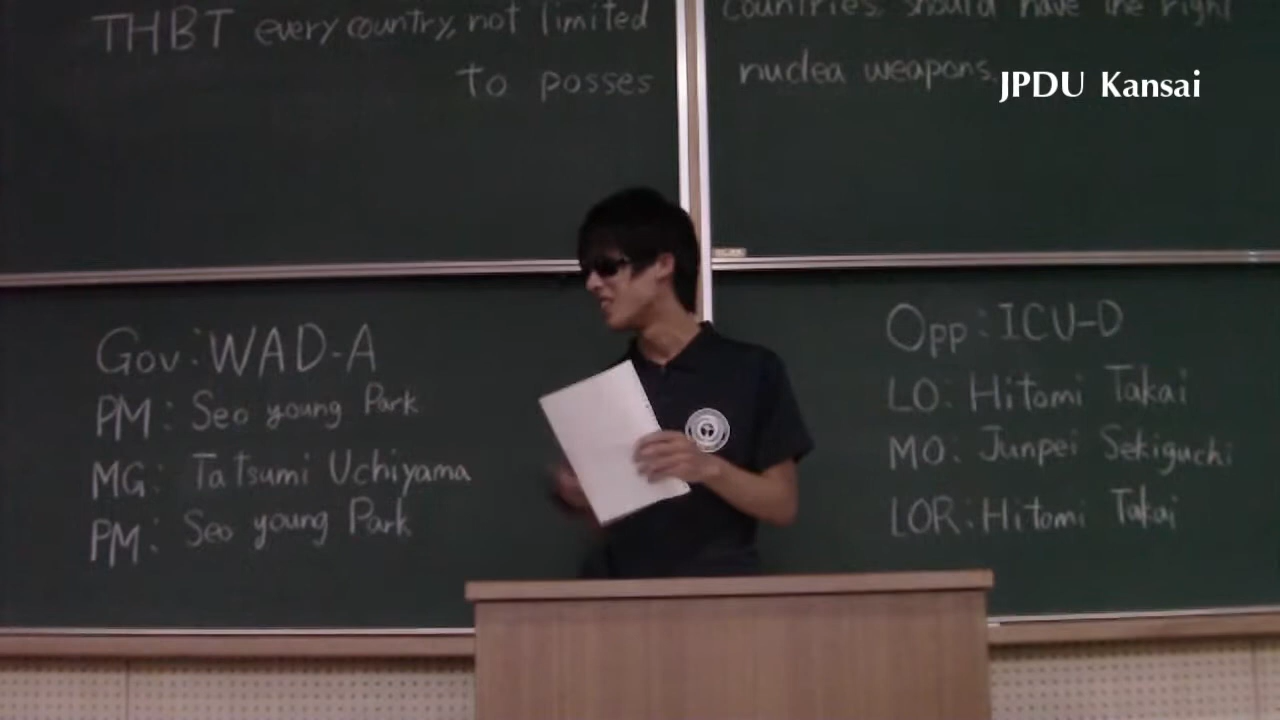 THBT every country, not limited
to posses
countries should have the right
nuclea weapons.
JPDU Kansai
Gov: WAD-A
PM: Seo young Park
MG: Tatsumi Uchiyama
PM: Seo young Park
Opp: ICU-D
LO: Hitomi Takai
MO: Junpei Sekiguchi
LOR: Hitomi Takai